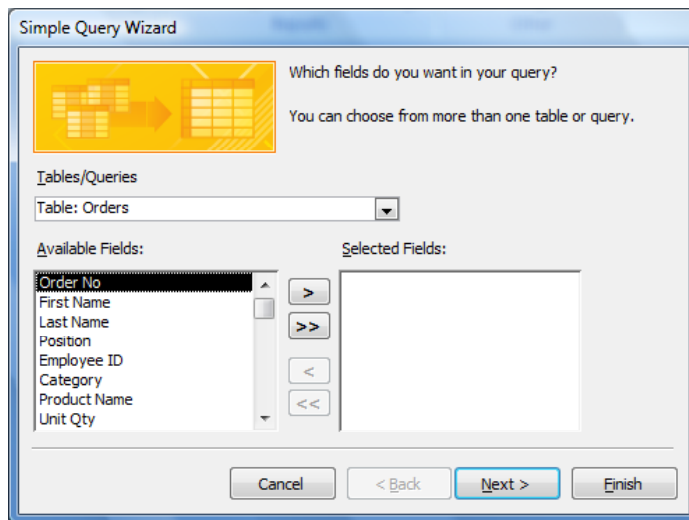 Simple Query Wizard
Which fields do you want in your query?
You can choose from more than one table or query.
Tables/Queries
Table: Orders
Available Fields:
Selected Fields:
Order No
First Name
Last Name
Position
Employee ID
Category
Product Name
Unit Qty
>
>>
<
<<
Cancel
< Back
Next >
Finish